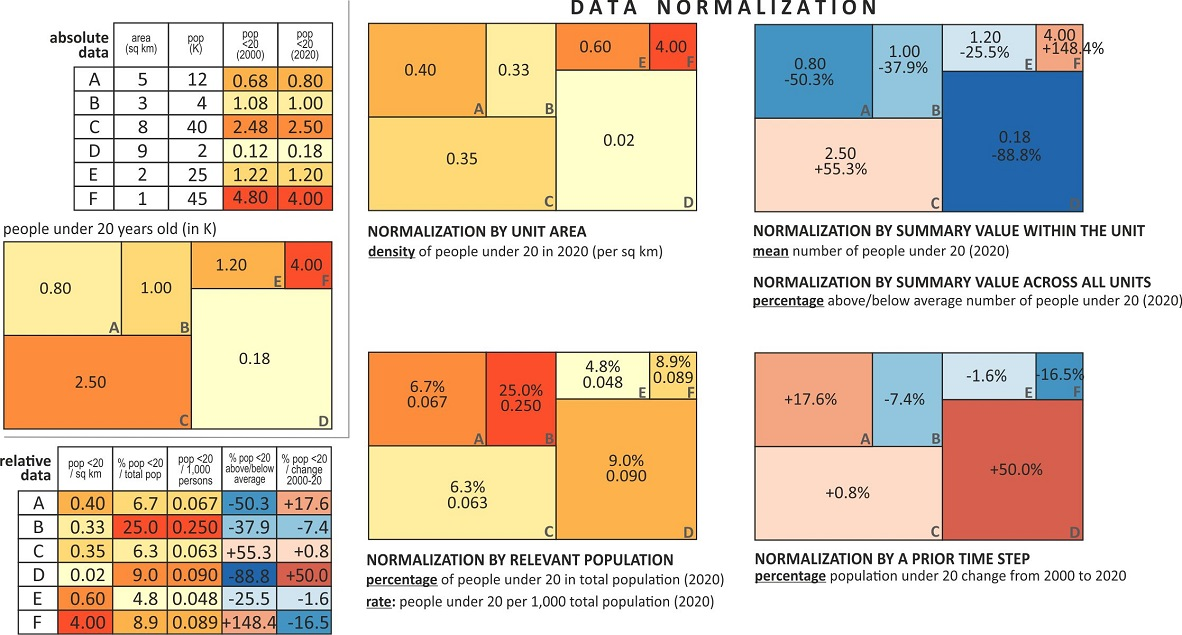 DATA NORMALIZATION
absolute data
area (sq km)
pop (K)
pop <20 (2000)
pop <20 (2020)
A 5 12 0.68 0.80
B 3 4 1.08 1.00
C 8 40 2.48 2.50
D 9 2 0.12 0.18
E 2 25 1.22 1.20
F 1 45 4.80 4.00
people under 20 years old (in K)
0.80 A
1.00 B
1.20 E
4.00 F
2.50 C
0.18 D
relative data
pop <20 / sq km
% pop <20 / total pop
pop <20 / 1,000 persons
% pop <20 above/below average
% pop <20 / change 2000-20
A 0.40 6.7 0.067 -50.3 +17.6
B 0.33 25.0 0.250 -37.9 -7.4
C 0.35 6.3 0.063 +55.3 +0.8
D 0.02 9.0 0.090 -88.8 +50.0
E 0.60 4.8 0.048 -25.5 -1.6
F 4.00 8.9 0.089 +148.4 -16.5
0.40 A
0.33 B
0.60 E
4.00 F
0.35 C
0.02 D
NORMALIZATION BY UNIT AREA
density of people under 20 in 2020 (per sq km)
0.80
-50.3%
A
1.00
-37.9%
B
1.20
-25.5%
E
4.00
+148.4%
F
2.50
+55.3%
C
0.18
-88.8%
D
NORMALIZATION BY SUMMARY VALUE WITHIN THE UNIT
mean number of people under 20 (2020)
NORMALIZATION BY SUMMARY VALUE ACROSS ALL UNITS
percentage above/below average number of people under 20 (2020)
6.7%
0.067
A
25.0%
0.250
B
4.8%
0.048
E
8.9%
0.089
F
6.3%
0.063
C
9.0%
0.090
D
NORMALIZATION BY RELEVANT POPULATION
percentage of people under 20 in total population (2020)
rate: people under 20 per 1,000 total population (2020)
+17.6% A
-7.4% B
-1.6% E
-16.5% F
+0.8% C
+50.0% D
NORMALIZATION BY A PRIOR TIME STEP
percentage population under 20 change from 2000 to 2020